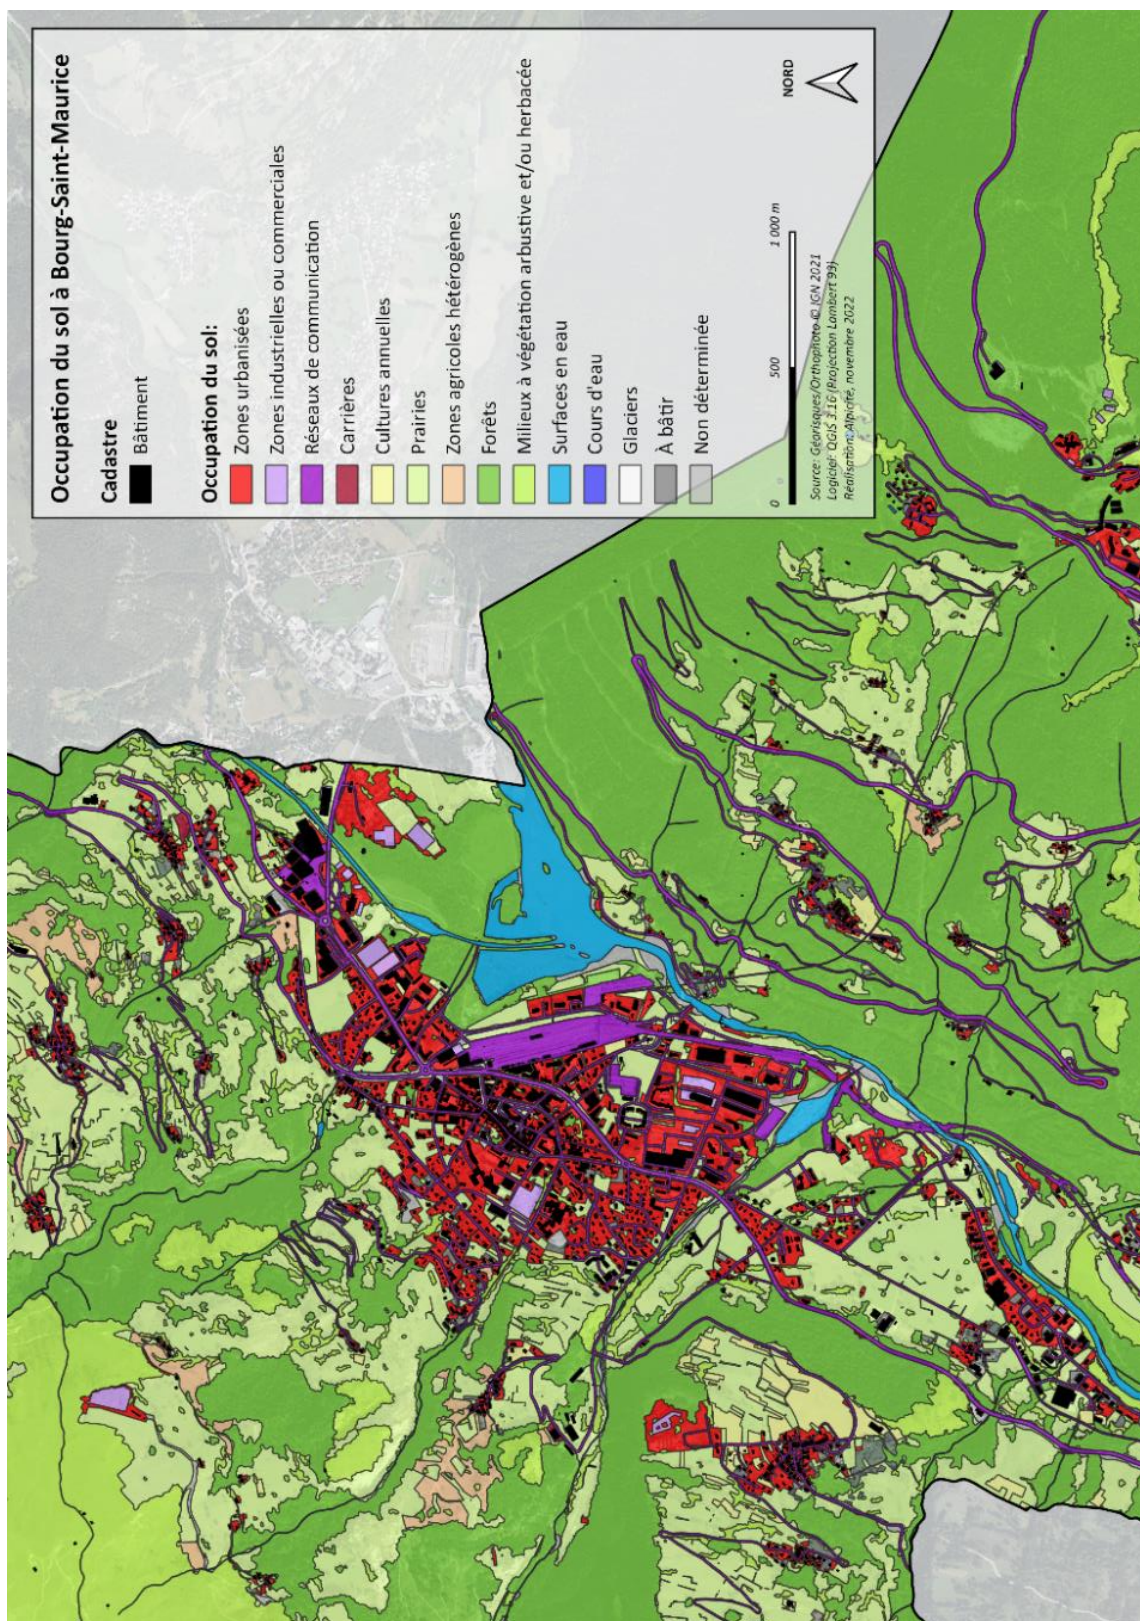 Occupation du sol à Bourg-Saint-Maurice
Cadastre
Bâtiment
Occupation du sol:
Zones urbanisées
Zones industrielles ou commerciales
Réseaux de communication
Carrières
Cultures annuelles
Prairies
Zones agricoles hétérogènes
Forêts
Milieux à végétation arbustive et/ou herbacée
Surfaces en eau
Cours d'eau
Glaciers
À bâtir
Non déterminée
NORD
0 500 1 000 m
Source: Géorisques/Orthophoto © IGN 2021
Logiciel: QGIS 3.16 (Projection Lambert 93)
Réalisation: Alpicité, novembre 2022